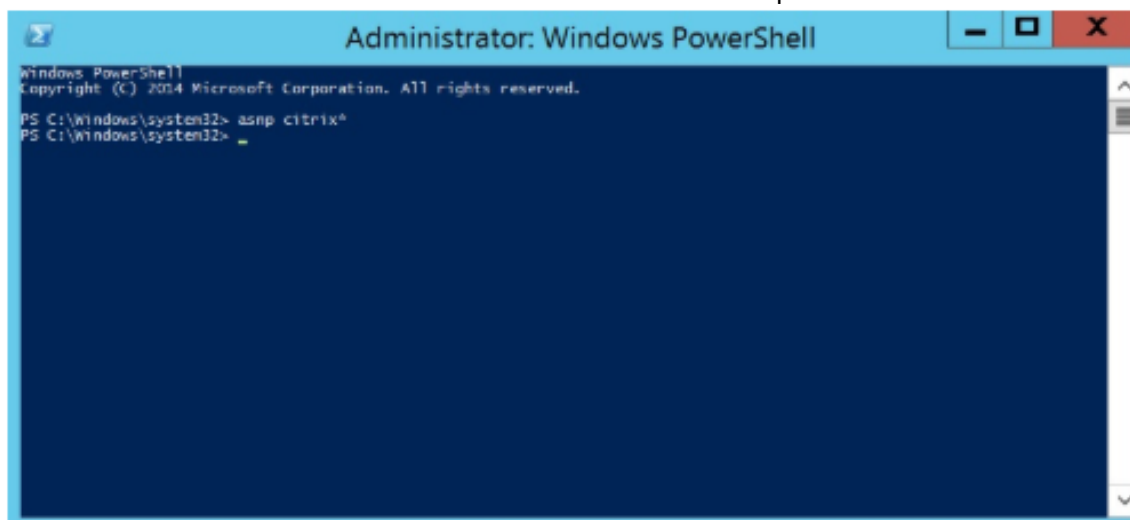 Administrator: Windows PowerShell
Windows PowerShell
Copyright (C) 2014 Microsoft Corporation. All rights reserved.
PS C:\Windows\system32> asnp citrix*
PS C:\Windows\system32> _